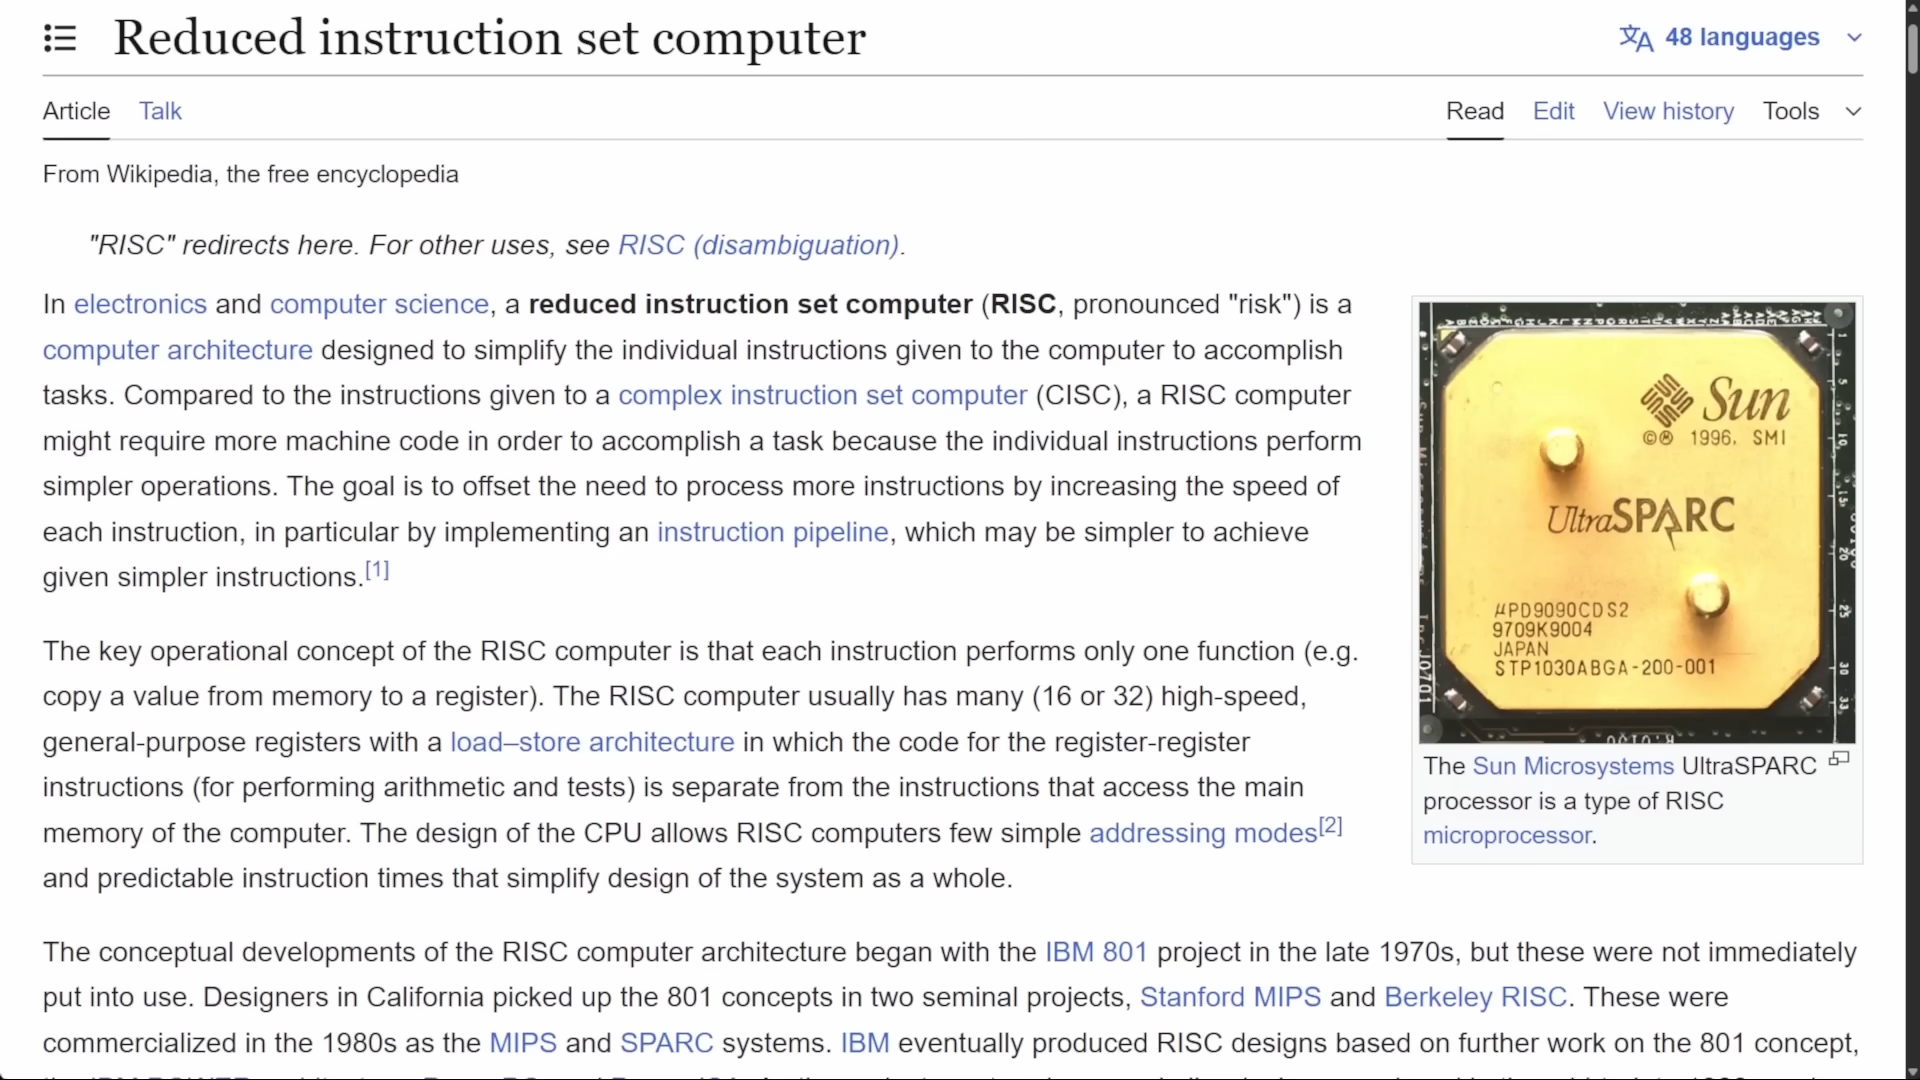 Reduced instruction set computer
48 languages
Article Talk
Read Edit View history Tools
From Wikipedia, the free encyclopedia
"RISC" redirects here. For other uses, see RISC (disambiguation).
In electronics and computer science, a reduced instruction set computer (RISC, pronounced "risk") is a
computer architecture designed to simplify the individual instructions given to the computer to accomplish
tasks. Compared to the instructions given to a complex instruction set computer (CISC), a RISC computer
might require more machine code in order to accomplish a task because the individual instructions perform
simpler operations. The goal is to offset the need to process more instructions by increasing the speed of
each instruction, in particular by implementing an instruction pipeline, which may be simpler to achieve
given simpler instructions.[1]
The key operational concept of the RISC computer is that each instruction performs only one function (e.g.
copy a value from memory to a register). The RISC computer usually has many (16 or 32) high-speed,
general-purpose registers with a load–store architecture in which the code for the register-register
instructions (for performing arithmetic and tests) is separate from the instructions that access the main
memory of the computer. The design of the CPU allows RISC computers few simple addressing modes[2]
and predictable instruction times that simplify design of the system as a whole.
Sun
©Ⓜ 1996, SMI
UltraSPARC
µPD9090CDS2
9709K9004
JAPAN
STP1030ABGA-200-001
The Sun Microsystems UltraSPARC
processor is a type of RISC
microprocessor.
The conceptual developments of the RISC computer architecture began with the IBM 801 project in the late 1970s, but these were not immediately
put into use. Designers in California picked up the 801 concepts in two seminal projects, Stanford MIPS and Berkeley RISC. These were
commercialized in the 1980s as the MIPS and SPARC systems. IBM eventually produced RISC designs based on further work on the 801 concept,